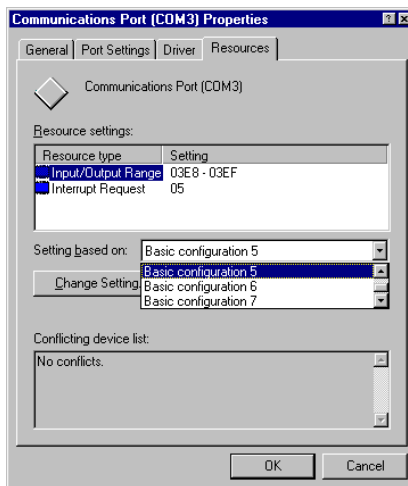 Communications Port (COM3) Properties
General Port Settings Driver Resources
Communications Port (COM3)
Resource settings:
Resource type Setting
Input/Output Range 03E8 - 03EF
Interrupt Request 05
Setting based on: Basic configuration 5
Basic configuration 5
Change Setting. Basic configuration 6
Basic configuration 7
Conflicting device list:
No conflicts.
OK Cancel